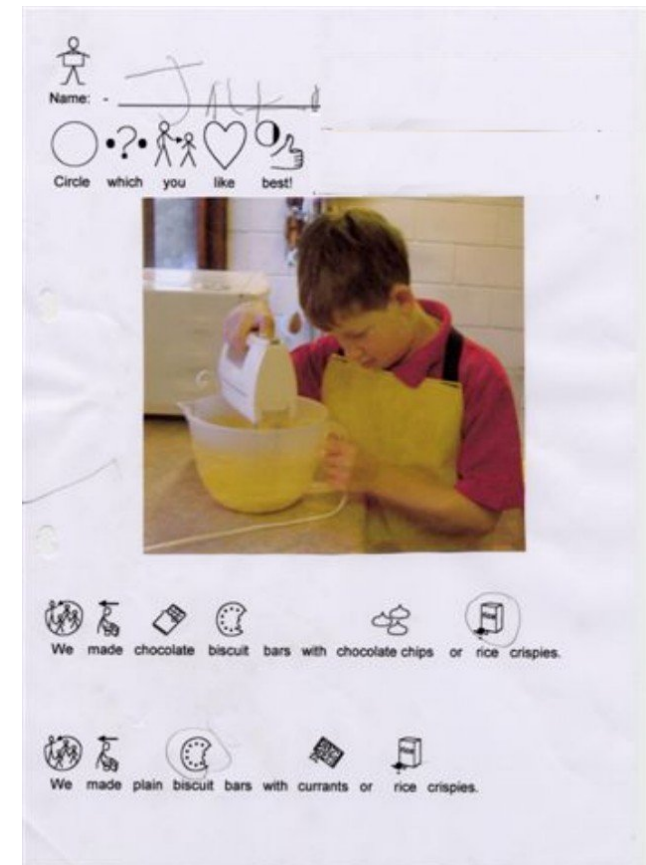 Name:
Circle which you like best!
We made chocolate biscuit bars with chocolate chips or rice crispies.
We made plain biscuit bars with currants or rice crispies.